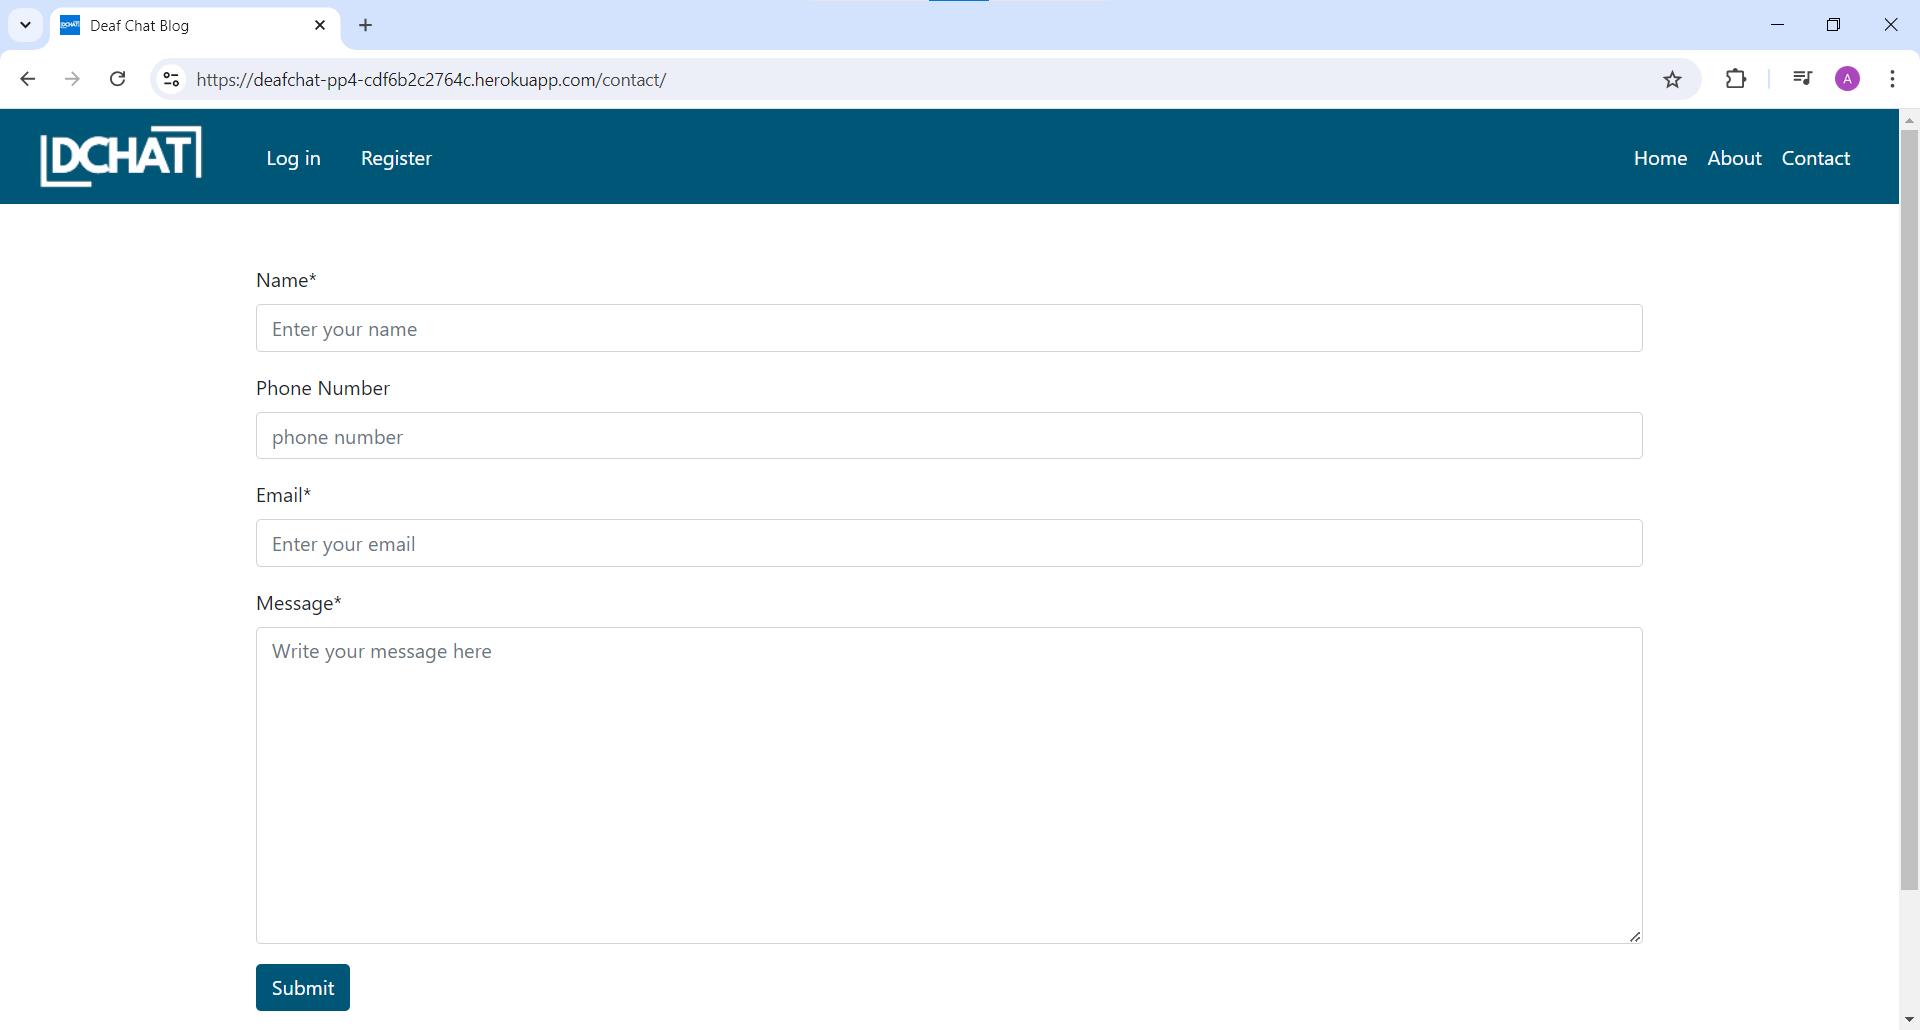 Deaf Chat Blog
https://deafchat-pp4-cdf6b2c2764c.herokuapp.com/contact/
A
DCHAT Log in Register Home About Contact
Name*
Enter your name
Phone Number
phone number
Email*
Enter your email
Message*
Write your message here
Submit